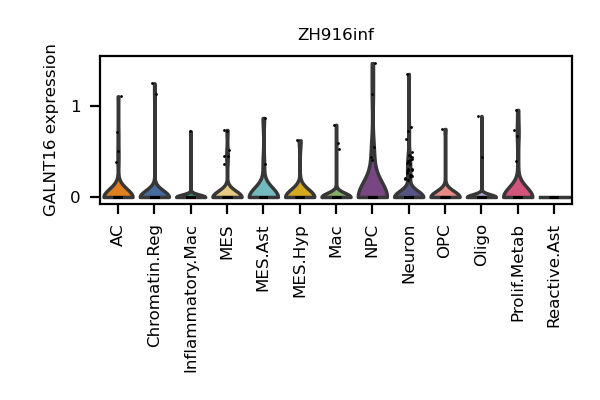 ZH916inf
GALNT16 expression
1
0
AC
Chromatin.Reg
Inflammatory.Mac
MES
MES.Ast
MES.Hyp
Mac
NPC
Neuron
OPC
Oligo
Prolif.Metab
Reactive.Ast